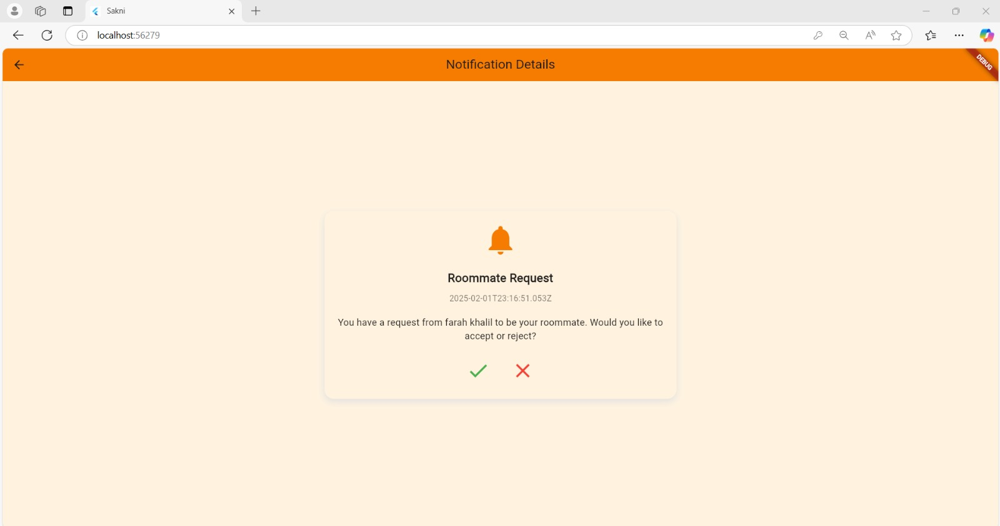 Sakni
localhost:56279
Notification Details
DEBUG
Roommate Request
2025-02-01T23:16:51.053Z
You have a request from farah khalil to be your roommate. Would you like to
accept or reject?